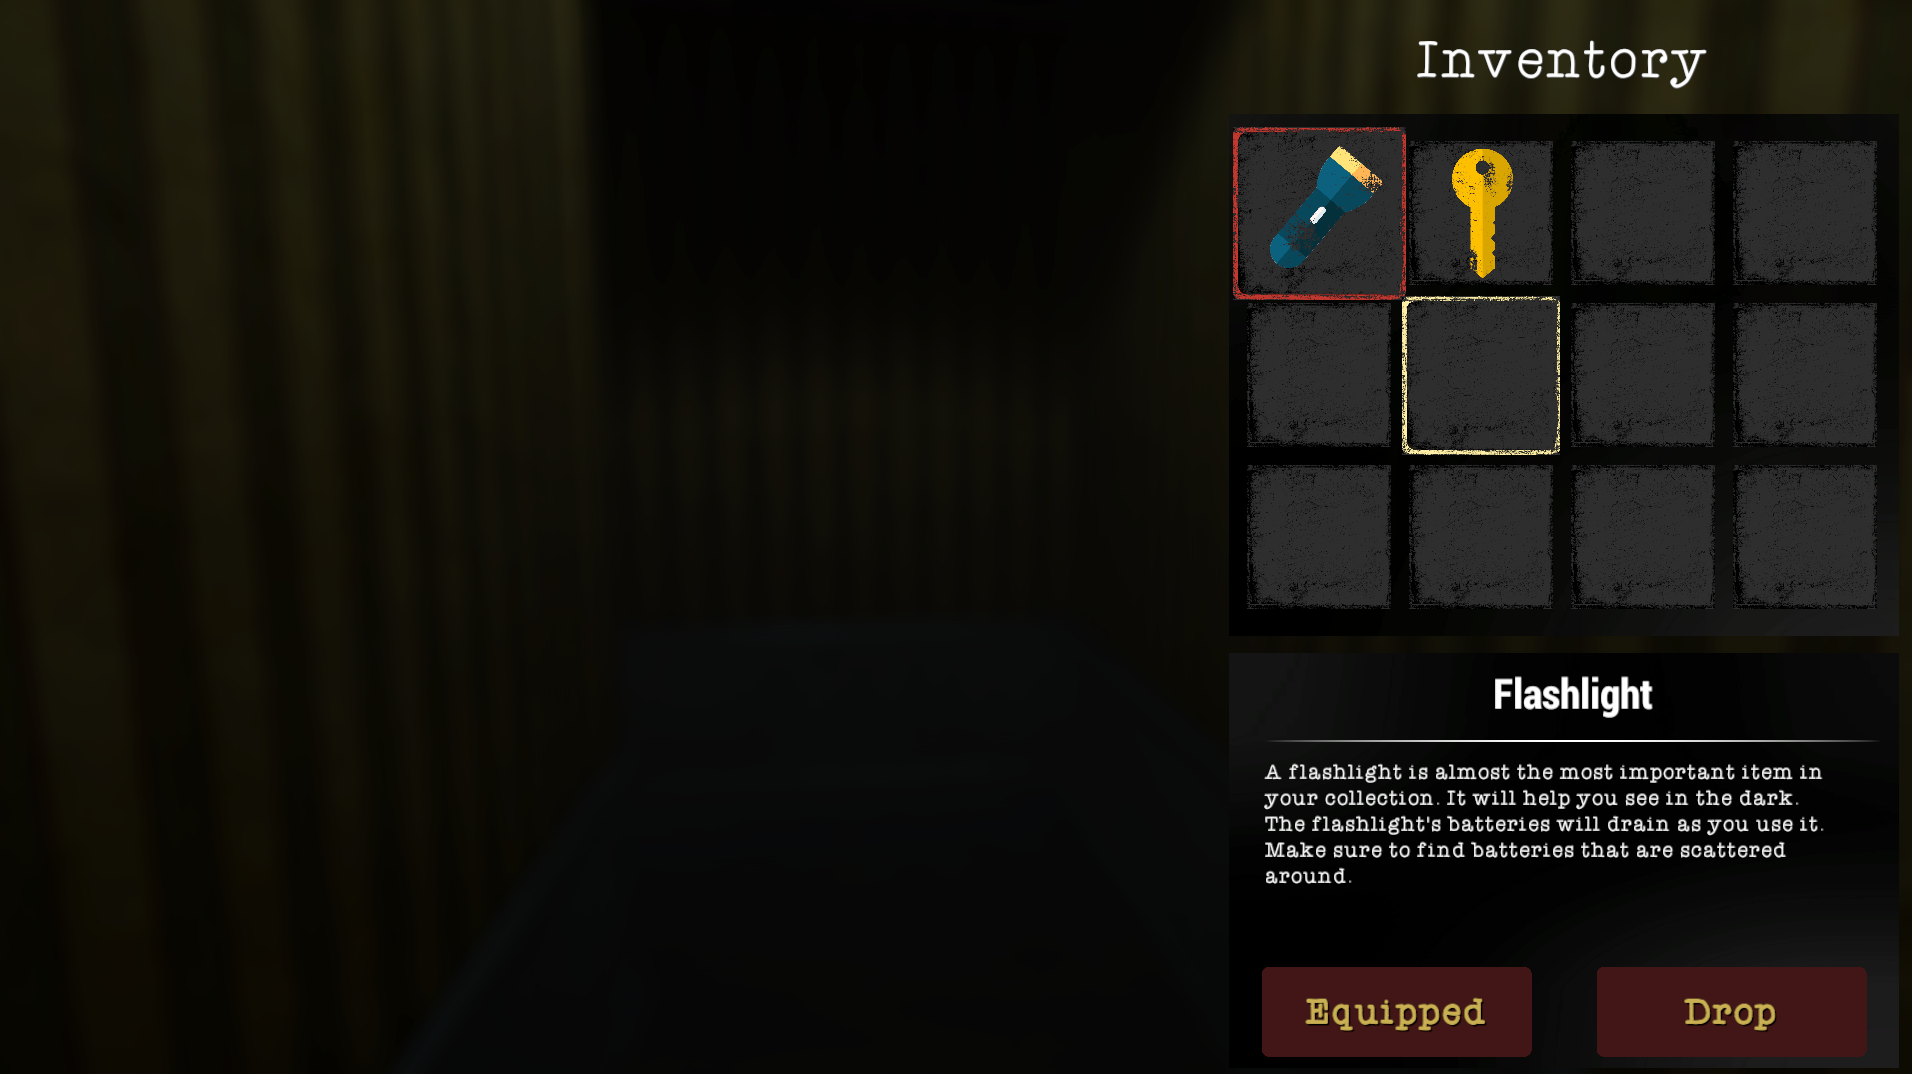 Inventory
Flashlight
A flashlight is almost the most important item in
your collection. It will help you see in the dark.
The flashlight's batteries will drain as you use it.
Make sure to find batteries that are scattered
around.
Equipped
Drop